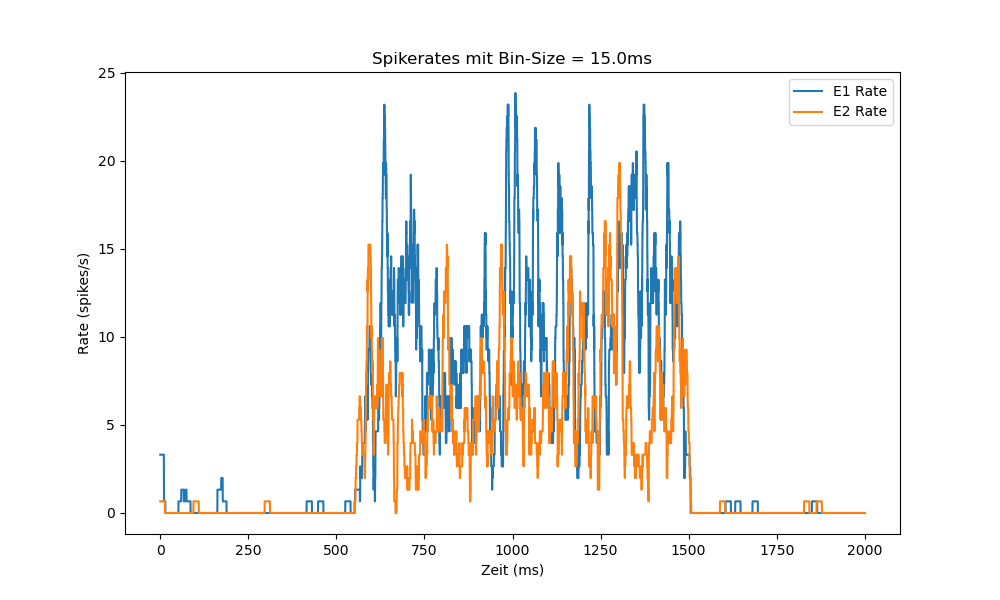 Spikerates mit Bin-Size = 15.0ms
E1 Rate
E2 Rate
25
20
15
10
5
0
Rate (spikes/s)
0 250 500 750 1000 1250 1500 1750 2000
Zeit (ms)